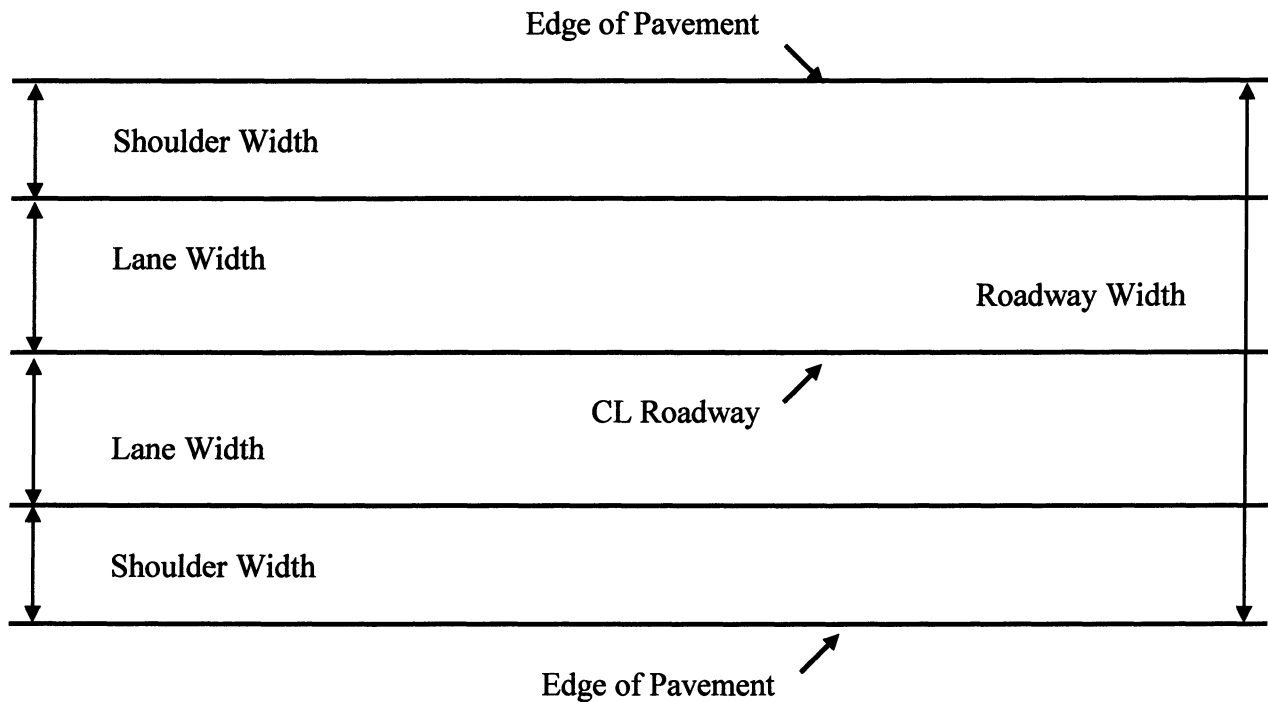 Edge of Pavement
Shoulder Width
Lane Width
Roadway Width
CL Roadway
Lane Width
Shoulder Width
Edge of Pavement